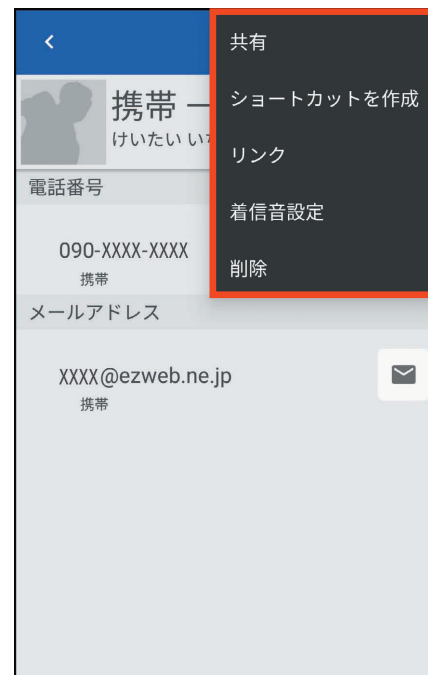 共有
ショートカットを作成
リンク
着信音設定
削除
携帯 一
けいたい い
電話番号
090-XXXX-XXXX
携帯
メールアドレス
XXXX@ezweb.ne.jp
携帯